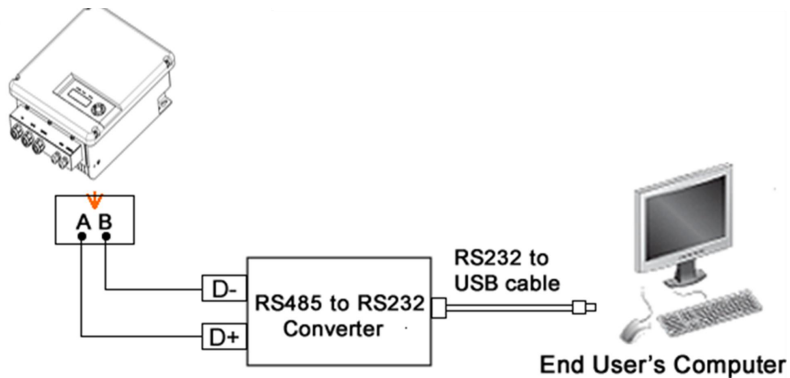 A B
D-
D+
RS485 to RS232
Converter
RS232 to
USB cable
End User's Computer